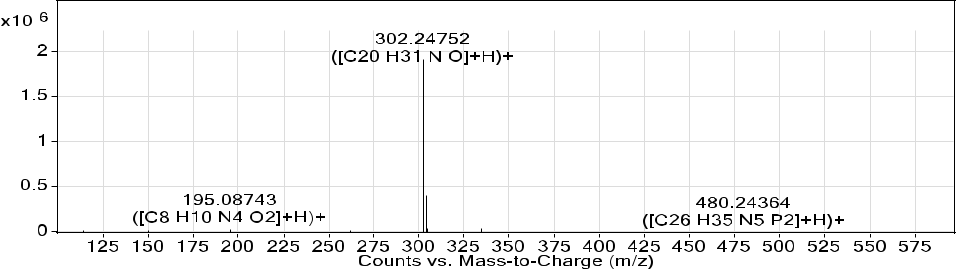 x10 6
302.24752
([C20 H31 N O]+H)+
2
1.5
1
0.5
195.08743
([C8 H10 N4 O2]+H)+
480.24364
([C26 H35 N5 P2]+H)+
0
125 150 175 200 225 250 275 300 325 350 375 400 425 450 475 500 525 550 575
Counts vs. Mass-to-Charge (m/z)